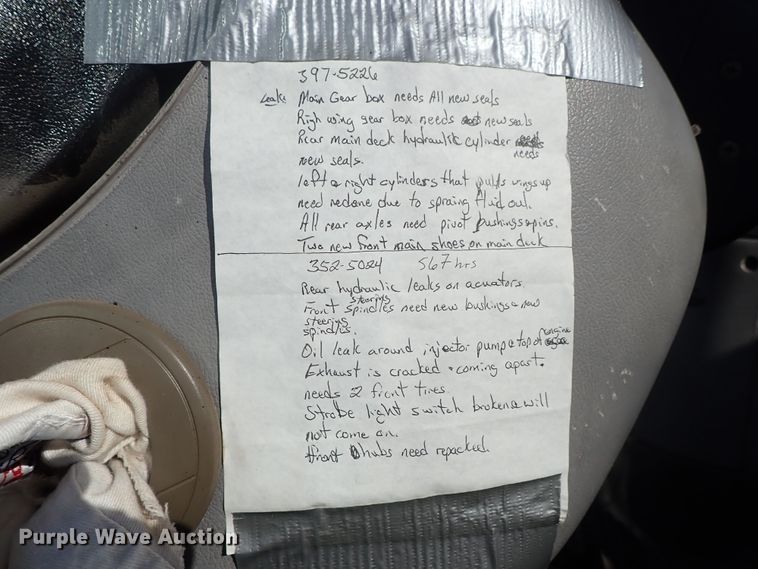 397-5226
Leaks Main Gear box needs All new seals
Righ wing gear box needs new seals
Rear main deck hydraulic cylinder needs
new seals.
left & right cylinders that pulls wings up
need redone due to spraing fluid out.
All rear axles need pivot bushings & pins.
Two new front main shoes on main deck
352-5024 567 hrs
Rear hydraulic leaks on acuators
Front steering spindles need new bushings & new
steering
spindles.
Oil leak around injector pump & top of engine
Exhaust is cracked & coming apart.
needs 2 front tires
Strobe light switch broken & will
not come on.
front hubs need repacked.
Purple Wave Auction